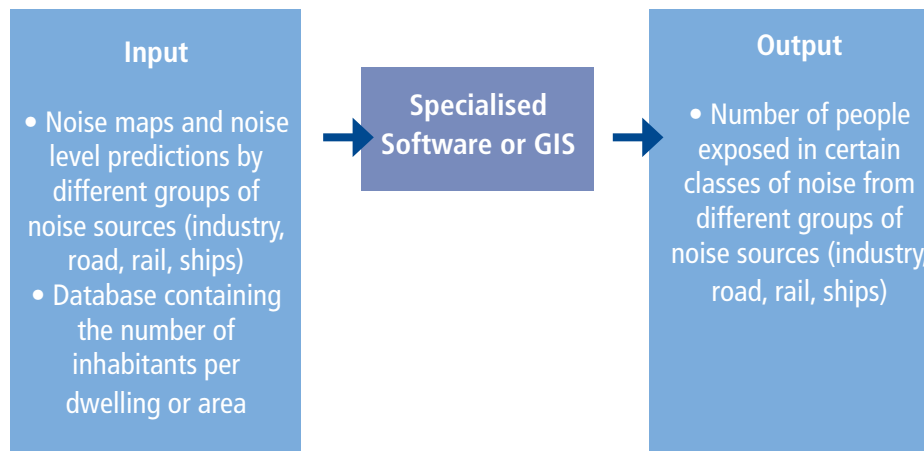 Input
• Noise maps and noise
level predictions by
different groups of
noise sources (industry,
road, rail, ships)
• Database containing
the number of
inhabitants per
dwelling or area
Specialised
Software or GIS
Output
• Number of people
exposed in certain
classes of noise from
different groups of
noise sources (industry,
road, rail, ships)